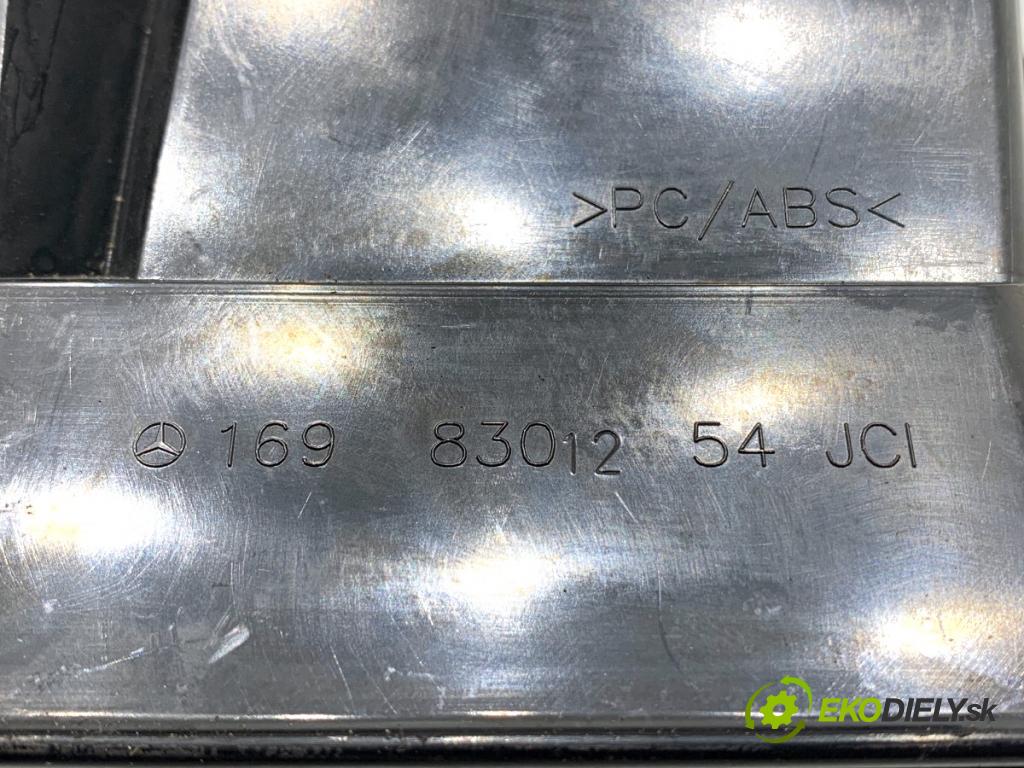 >PC/ABS<
169 83012 54 JCI
EKODIELY.sk